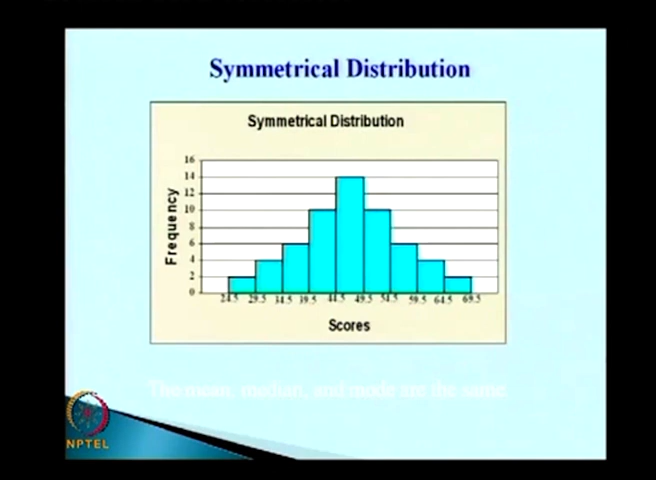 Symmetrical Distribution
Symmetrical Distribution
16
14
12
10
8
6
4
2
0
Frequency
24.5 29.5 34.5 39.5 44.5 49.5 54.5 59.5 64.5 69.5
Scores
The mean, median, and mode are the same
NPTEL